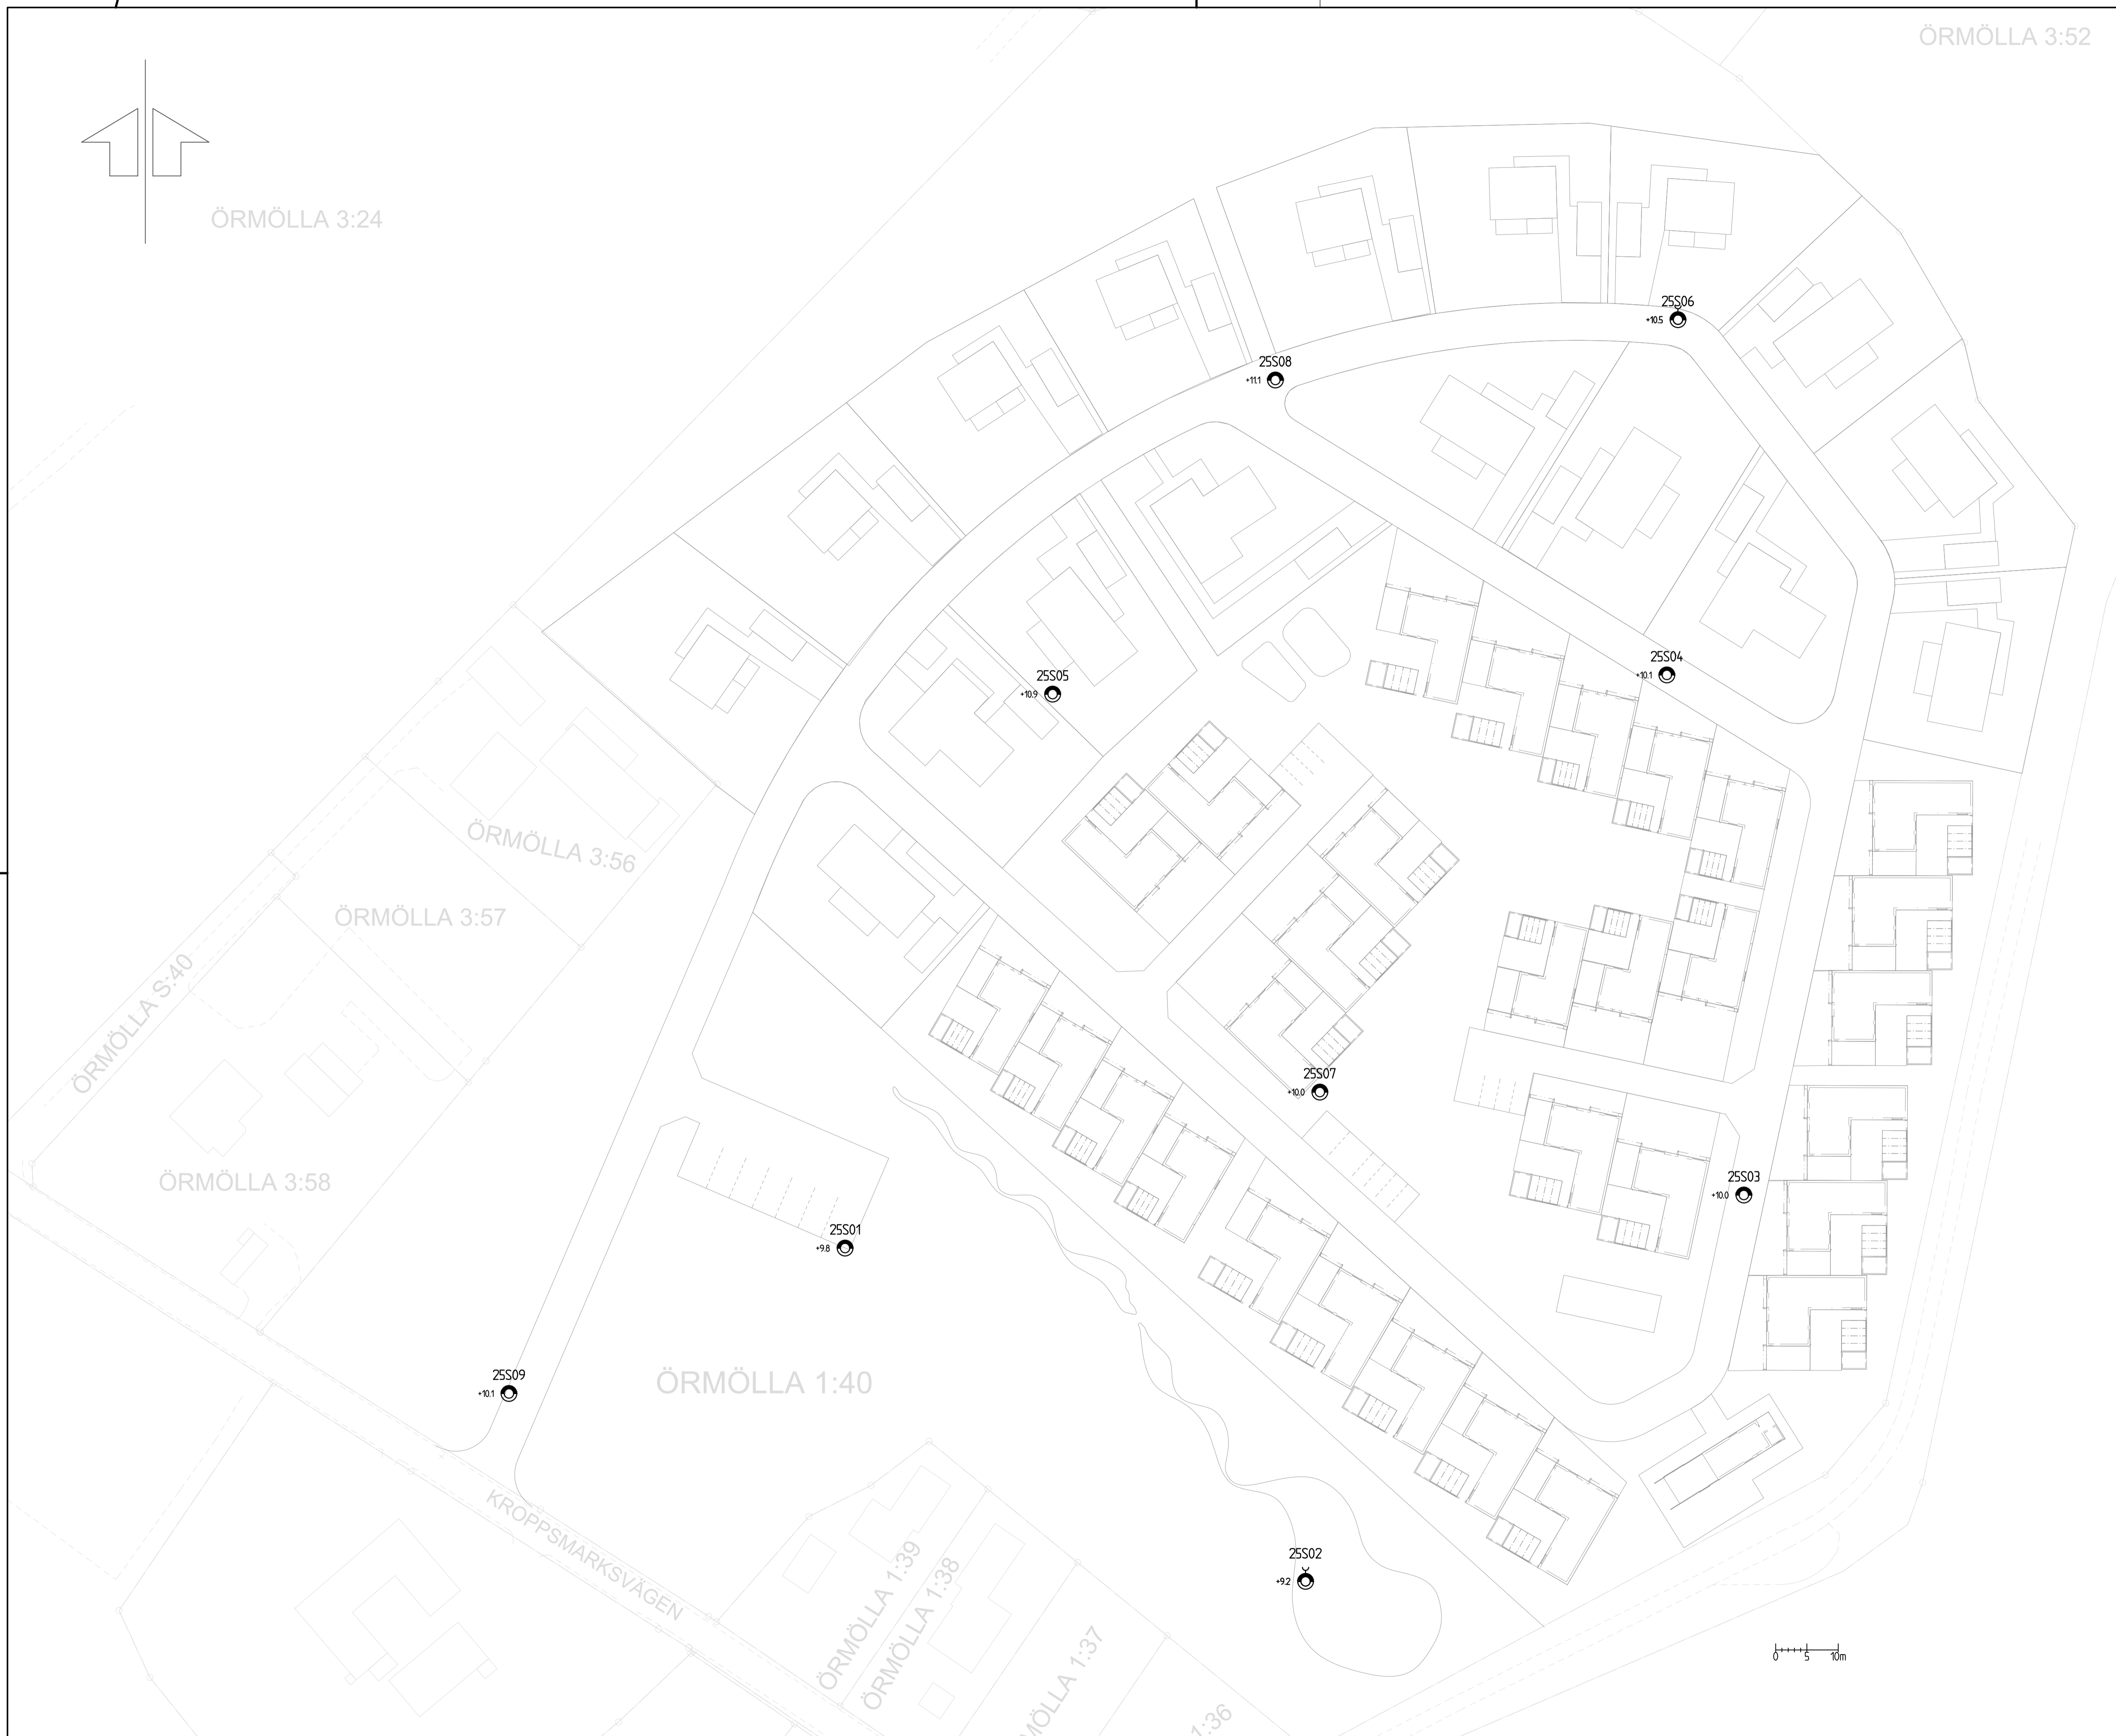 ÖRMÖLLA 3:52
ÖRMÖLLA 3:24
25S06
+10.5
25S08
+11.1
25S04
+10.1
25S05
+10.9
ÖRMÖLLA 3:56
ÖRMÖLLA 3:57
ÖRMÖLLA S:40
25S07
+10.0
ÖRMÖLLA 3:58
25S03
+10.0
25S01
+9.8
25S09
+10.1
ÖRMÖLLA 1:40
KROPPSMARKSVÄGEN
ÖRMÖLLA 1:39
ÖRMÖLLA 1:38
25S02
+9.2
MÖLLA 1:37
1:36
0 5 10m